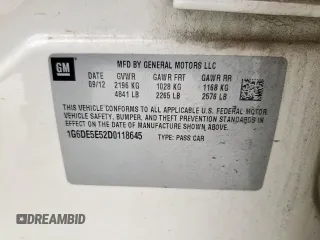 GM
MFD BY GENERAL MOTORS LLC
DATE GVWR GAWR FRT GAWR RR
09/12 2196 KG 1028 KG 1168 KG
4841 LB 2265 LB 2576 LB
THIS VEHICLE CONFORMS TO ALL APPLICABLE U.S. FEDERAL MOTOR
VEHICLE SAFETY, BUMPER, AND THEFT PREVENTION STANDARDS
IN EFFECT ON THE DATE OF MANUFACTURE SHOWN ABOVE.
1G6DE5E52D0118645 TYPE: PASS CAR
© AUTOBIDMASTER